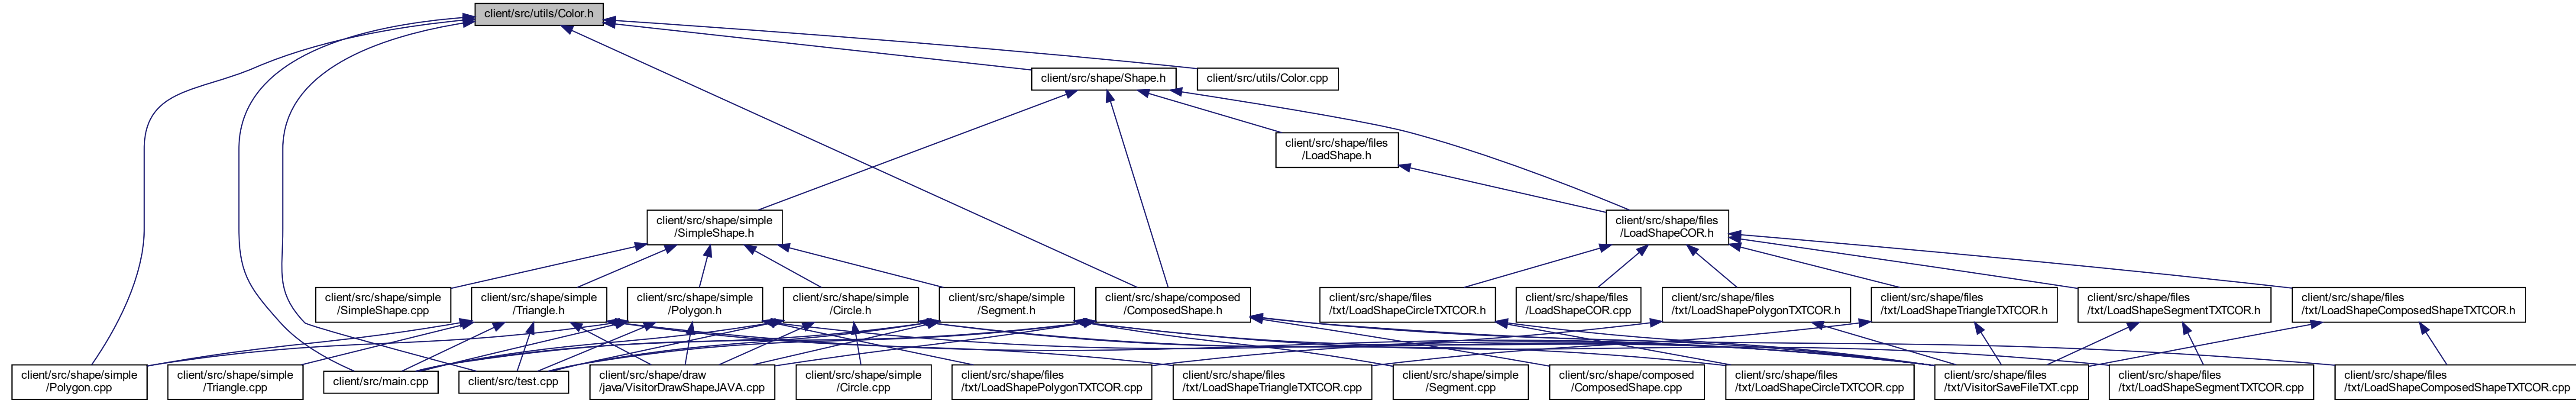 client/src/utils/Color.h
client/src/shape/Shape.h
client/src/utils/Color.cpp
client/src/shape/files
/LoadShape.h
client/src/shape/simple
/SimpleShape.h
client/src/shape/files
/LoadShapeCOR.h
client/src/shape/simple
/SimpleShape.cpp
client/src/shape/simple
/Triangle.h
client/src/shape/simple
/Polygon.h
client/src/shape/simple
/Circle.h
client/src/shape/simple
/Segment.h
client/src/shape/composed
/ComposedShape.h
client/src/shape/files
/txt/LoadShapeCircleTXTCOR.h
client/src/shape/files
/LoadShapeCOR.cpp
client/src/shape/files
/txt/LoadShapePolygonTXTCOR.h
client/src/shape/files
/txt/LoadShapeTriangleTXTCOR.h
client/src/shape/files
/txt/LoadShapeSegmentTXTCOR.h
client/src/shape/files
/txt/LoadShapeComposedShapeTXTCOR.h
client/src/shape/simple
/Polygon.cpp
client/src/shape/simple
/Triangle.cpp
client/src/main.cpp
client/src/test.cpp
client/src/shape/draw
/java/VisitorDrawShapeJAVA.cpp
client/src/shape/simple
/Circle.cpp
client/src/shape/files
/txt/LoadShapePolygonTXTCOR.cpp
client/src/shape/files
/txt/LoadShapeTriangleTXTCOR.cpp
client/src/shape/simple
/Segment.cpp
client/src/shape/composed
/ComposedShape.cpp
client/src/shape/files
/txt/LoadShapeCircleTXTCOR.cpp
client/src/shape/files
/txt/VisitorSaveFileTXT.cpp
client/src/shape/files
/txt/LoadShapeSegmentTXTCOR.cpp
client/src/shape/files
/txt/LoadShapeComposedShapeTXTCOR.cpp